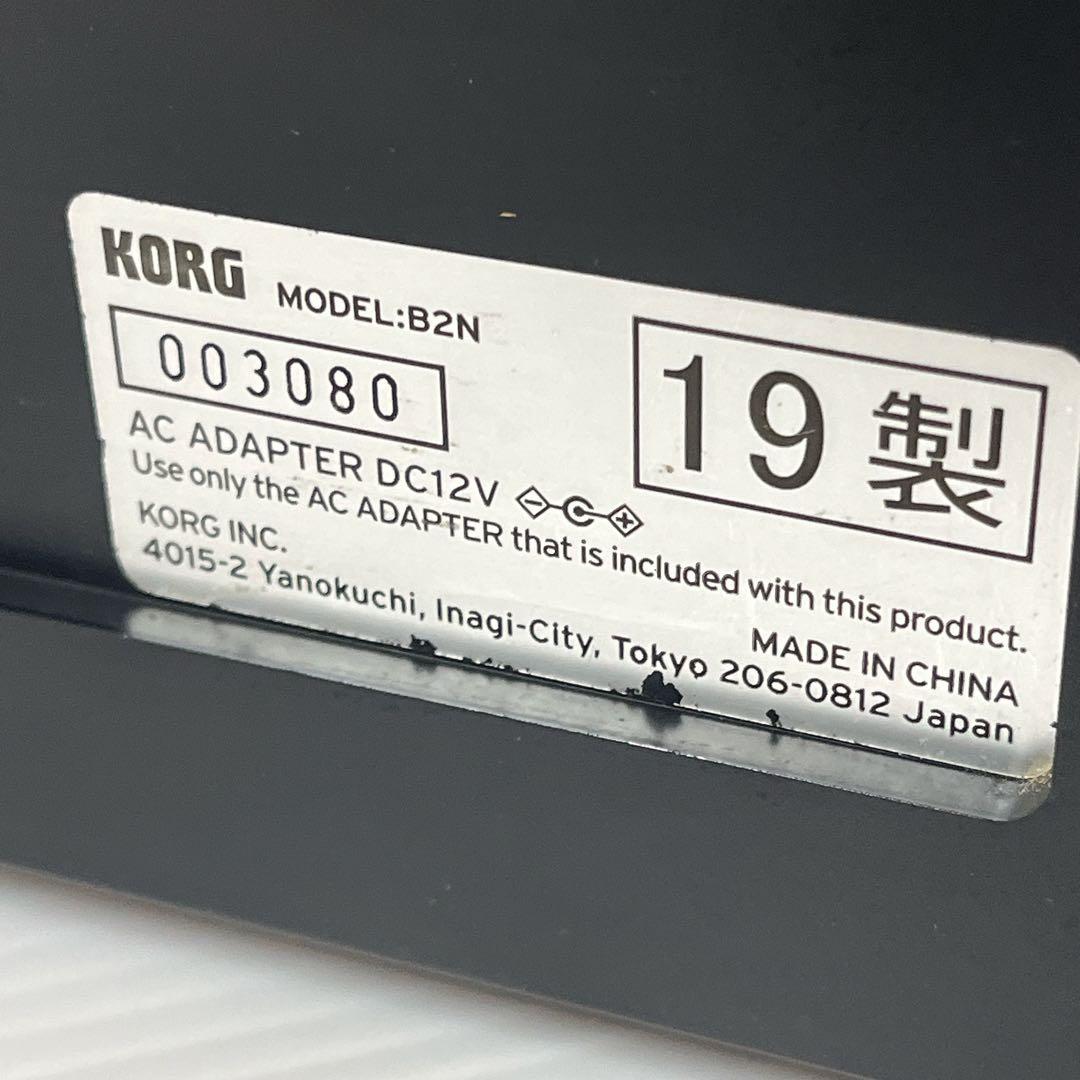 KORG MODEL:B2N
003080
19 製
AC ADAPTER DC12V
Use only the AC ADAPTER that is included with this product.
KORG INC.
MADE IN CHINA
4015-2 Yanokuchi, Inagi-City, Tokyo 206-0812 Japan